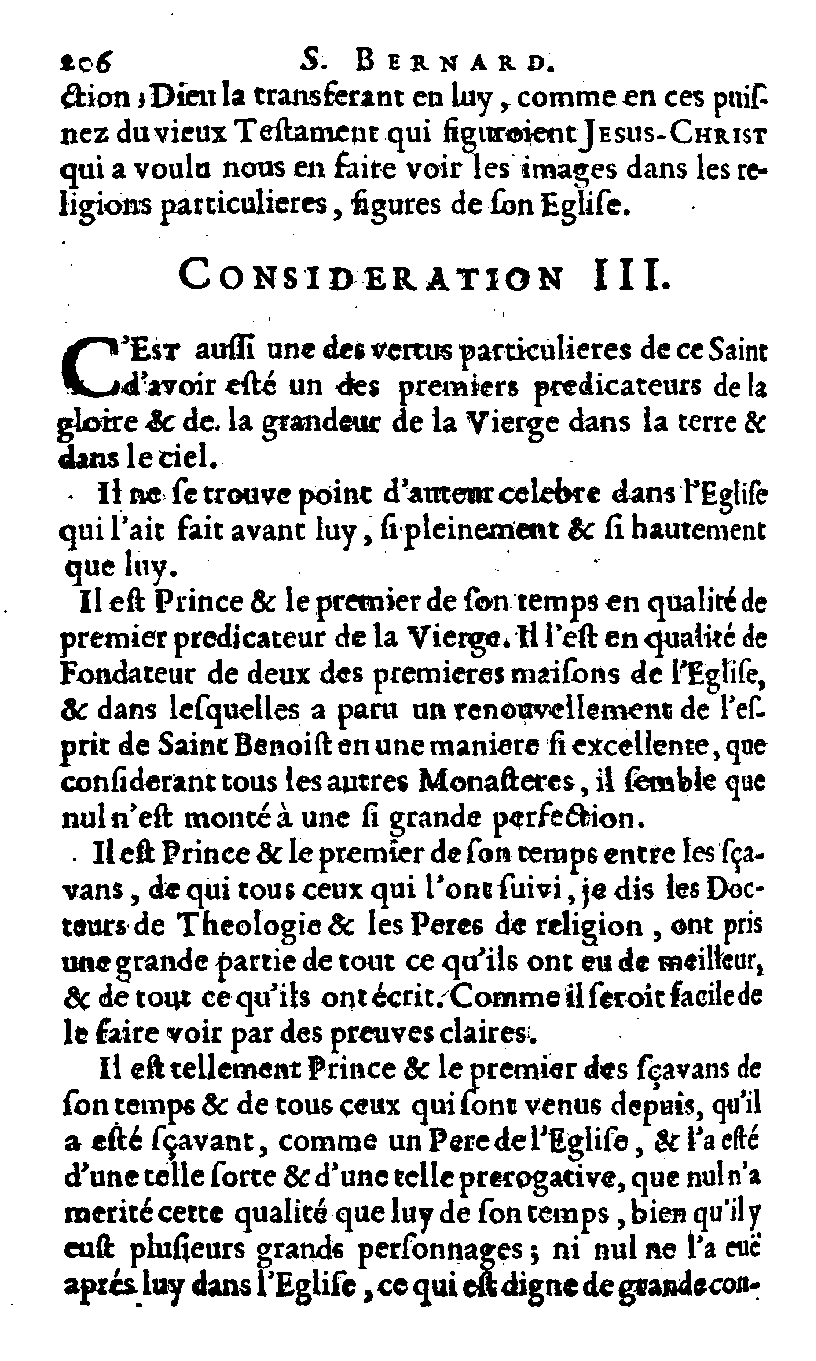 206 S. BERNARD.
ction ; Dieu la transferant en luy , comme en ces puiſ-
nez du vieux Teſtament qui figuroient JESUS-CHRIST
qui a voulu nous en faire voir les images dans les re-
ligions particulieres , figures de ſon Egliſe.
CONSIDERATION III.
C'EST auſſi une des vertus particulieres de ce Saint
d'avoir eſté un des premiers predicateurs de la
gloire & de la grandeur de la Vierge dans la terre &
dans le ciel.
Il ne ſe trouve point d'auteur celebre dans l'Egliſe
qui l'ait fait avant luy , ſi pleinement & ſi hautement
que luy.
Il eſt Prince & le premier de ſon temps en qualité de
premier predicateur de la Vierge. Il l'eſt en qualité de
Fondateur de deux des premieres maiſons de l'Egliſe,
& dans leſquelles a paru un renouvellement de l'eſ-
prit de Saint Benoiſt en une maniere ſi excellente, que
conſiderant tous les autres Monaſteres , il ſemble que
nul n'eſt monté à une ſi grande perfection.
Il eſt Prince & le premier de ſon temps entre les ſça-
vans , de qui tous ceux qui l'ont ſuivi , je dis les Doc-
teurs de Theologie & les Peres de religion , ont pris
une grande partie de tout ce qu'ils ont eu de meilleur,
& de tout ce qu'ils ont écrit. Comme il ſeroit facile de
le faire voir par des preuves claires.
Il eſt tellement Prince & le premier des ſçavans de
ſon temps & de tous ceux qui ſont venus depuis, qu'il
a eſté ſçavant, comme un Pere de l'Egliſe , & l'a eſté
d'une telle ſorte & d'une telle prerogative, que nul n'a
merité cette qualité que luy de ſon temps , bien qu'il y
euſt pluſieurs grands perſonnages ; ni nul ne l'a euë
aprés luy dans l'Egliſe , ce qui eſt digne de grande con-